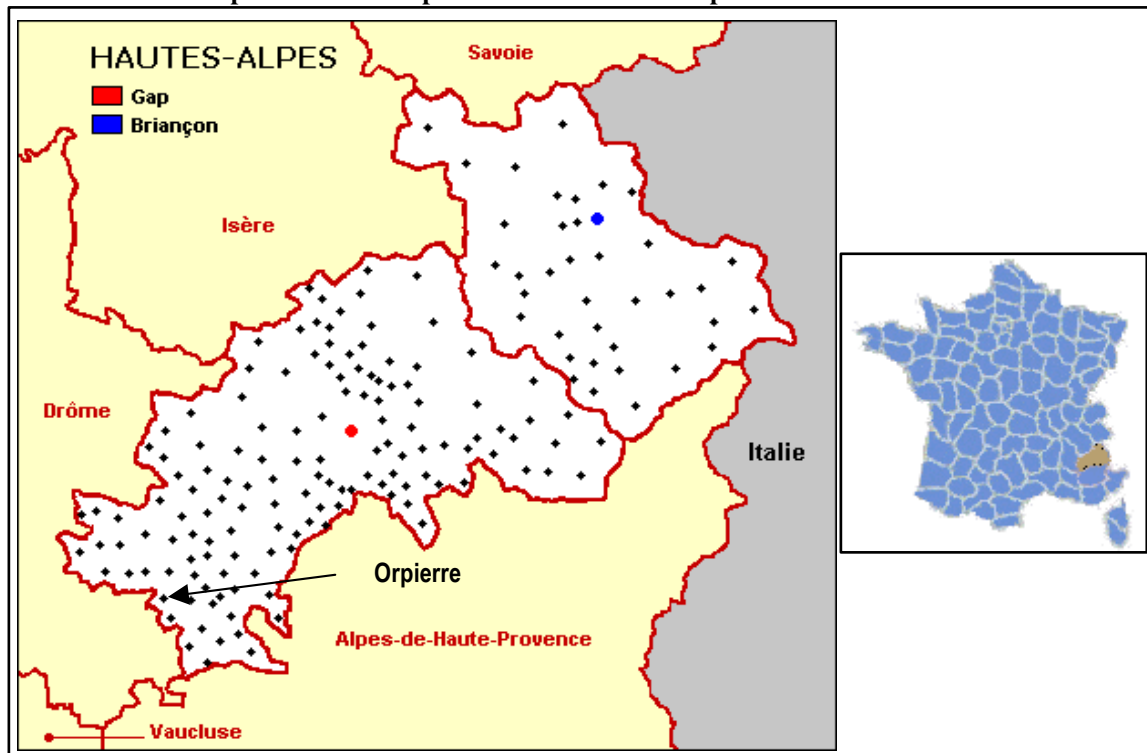 Savoie
HAUTES-ALPES
Gap
Briançon
Isère
Drôme
Italie
Orpierre
Alpes-de-Haute-Provence
Vaucluse